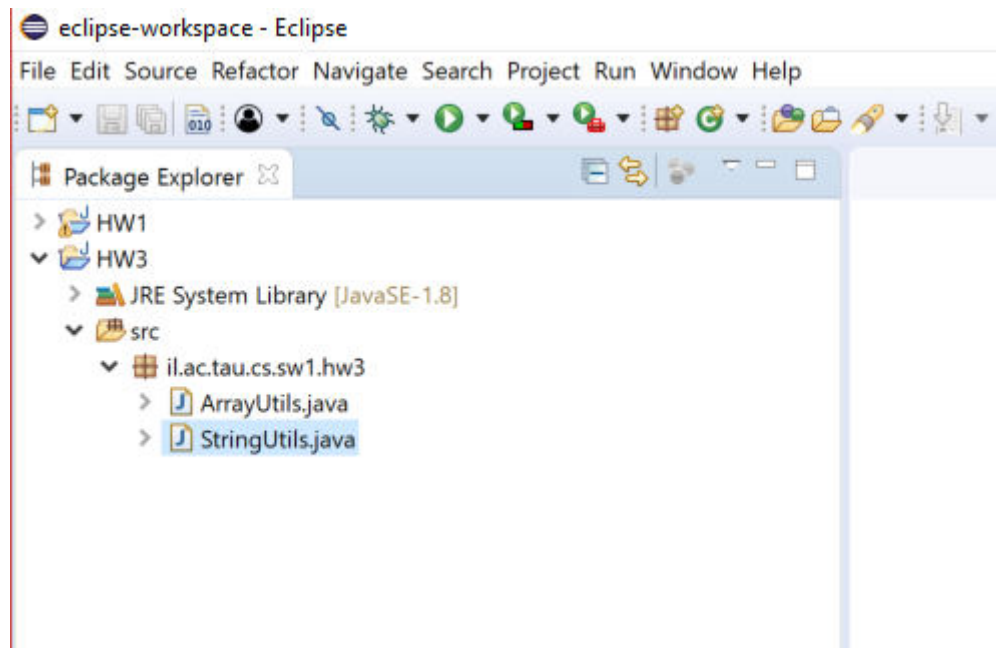 eclipse-workspace - Eclipse
File Edit Source Refactor Navigate Search Project Run Window Help
010
Package Explorer
HW1
HW3
JRE System Library [JavaSE-1.8]
src
il.ac.tau.cs.sw1.hw3
J ArrayUtils.java
J StringUtils.java